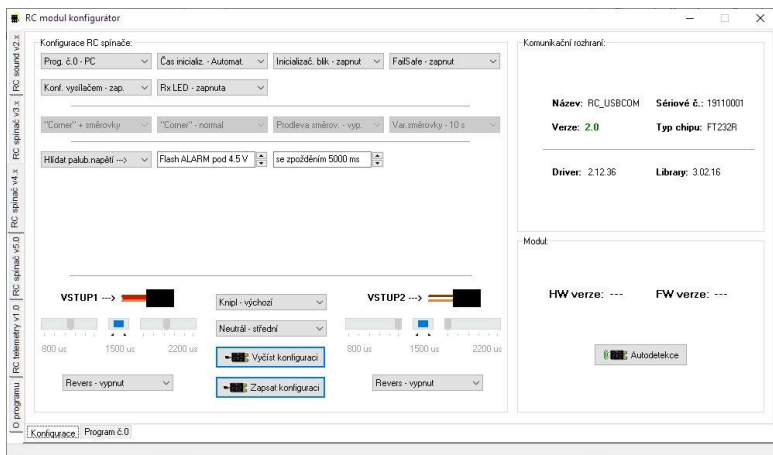 RC modul konfigurátor
RC sound v2.x
RC spínač v3.x
RC spínač v4.x
RC spínač v5.0
RC telemetry v1.0
O programu
Konfigurace RC spínače:
Prog. č.0 - PC
Čas inicializ. - Automat.
Inicializač. blik - zapnut
FailSafe - zapnut
Konf. vysílačem - zap.
Rx LED - zapnuta
"Corner" + směrovky
"Corner" - normal
Prodleva směrov. - vyp.
Var.směrovky - 10 s
Hlídat palub.napětí --->
Flash ALARM pod 4.5 V
se zpožděním 5000 ms
VSTUP1 --->
Knipl - výchozí
VSTUP2 --->
Neutrál - střední
800 us 1500 us 2200 us
Vyčíst konfiguraci
800 us 1500 us 2200 us
Revers - vypnut
Zapsat konfiguraci
Revers - vypnut
Konfigurace
Program č.0
Komunikační rozhraní:
Název: RC_USBCOM Sériové č.: 19110001
Verze: 2.0 Typ chipu: FT232R
Driver: 2.12.36 Library: 3.02.16
Modul:
HW verze: --- FW verze: ---
Autodetekce